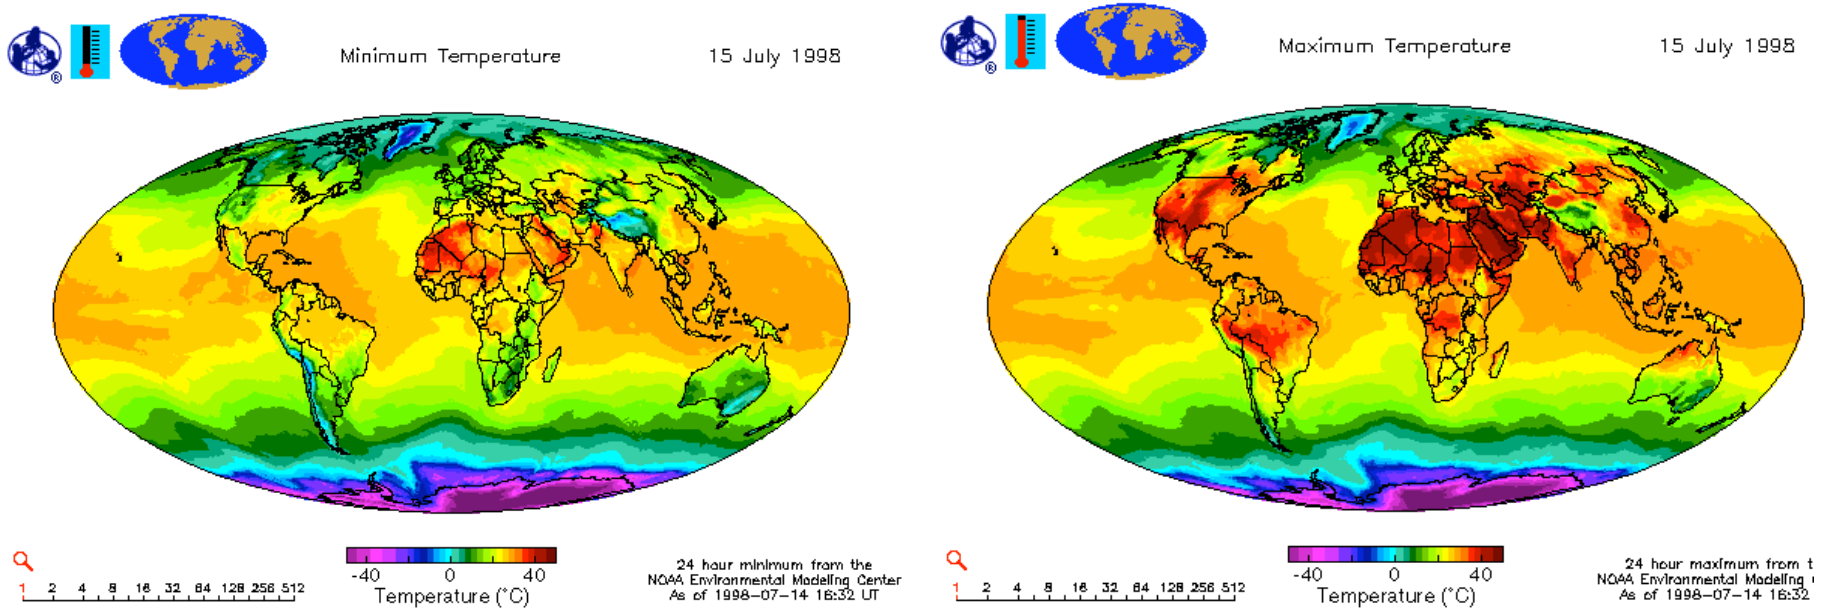 Minimum Temperature
15 July 1998
®
1 2 4 8 16 32 64 128 256 512
-40 0 40
Temperature (°C)
24 hour minimum from the
NOAA Environmental Modeling Center
As of 1998-07-14 16:32 UT
Maximum Temperature
15 July 1998
®
1 2 4 8 16 32 64 128 256 512
-40 0 40
Temperature (°C)
24 hour maximum from t
NOAA Environmental Modeling
As of 1998-07-14 16:32